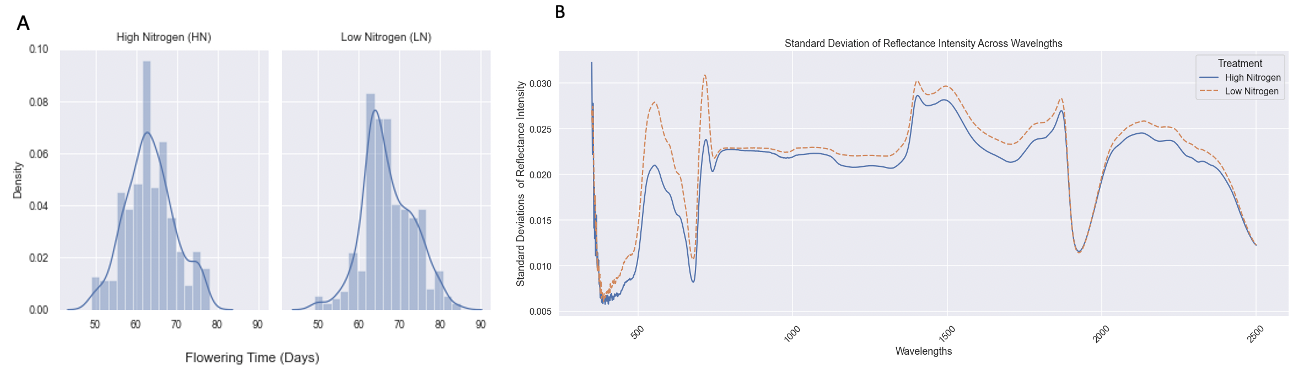 A
High Nitrogen (HN)
Low Nitrogen (LN)
Density
0.10
0.08
0.06
0.04
0.02
0.00
50 60 70 80 90
50 60 70 80 90
Flowering Time (Days)
B
Standard Deviation of Reflectance Intensity Across Wavelngths
Standard Deviations of Reflectance Intensity
0.030
0.025
0.020
0.015
0.010
0.005
500 1000 1500 2000 2500
Wavelengths
Treatment
High Nitrogen
Low Nitrogen